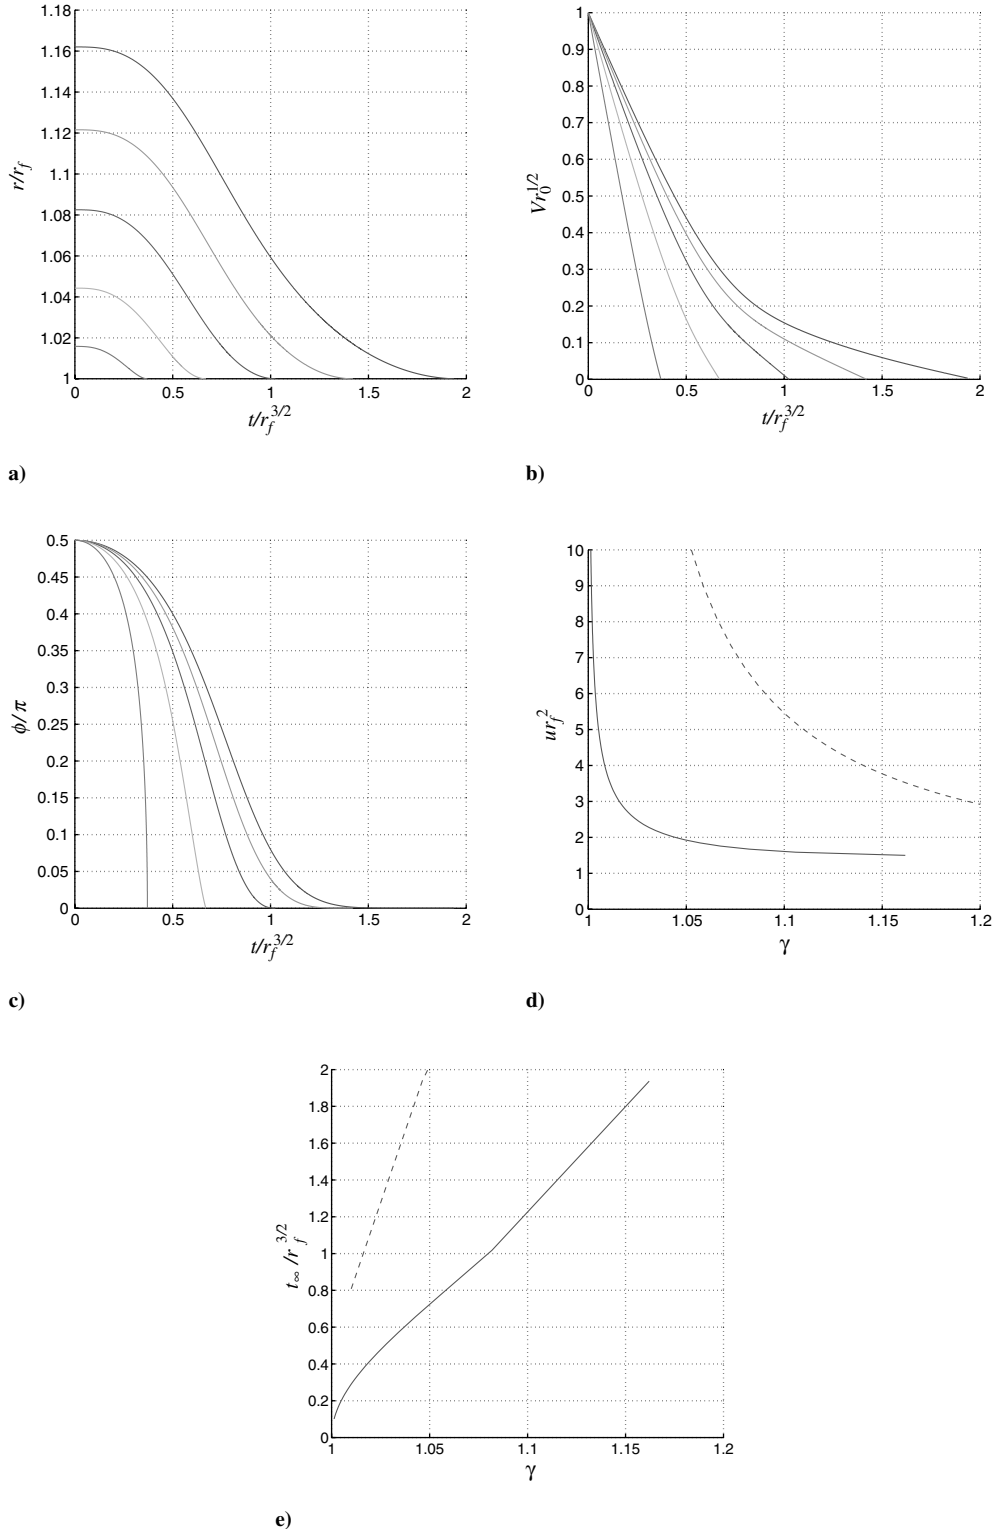 1.18
1.16
1.14
1.12
1.1
1.08
1.06
1.04
1.02
1
r/r_f
0 0.5 1 1.5 2
t/r_f^{3/2}
a)
1
0.9
0.8
0.7
0.6
0.5
0.4
0.3
0.2
0.1
0
Vr_0^{1/2}
0 0.5 1 1.5 2
t/r_f^{3/2}
b)
0.5
0.45
0.4
0.35
0.3
0.25
0.2
0.15
0.1
0.05
0
ϕ/π
0 0.5 1 1.5 2
t/r_f^{3/2}
c)
10
9
8
7
6
5
4
3
2
1
0
ur_f^2
1 1.05 1.1 1.15 1.2
γ
d)
2
1.8
1.6
1.4
1.2
1
0.8
0.6
0.4
0.2
0
t_∞/r_f^{3/2}
1 1.05 1.1 1.15 1.2
γ
e)